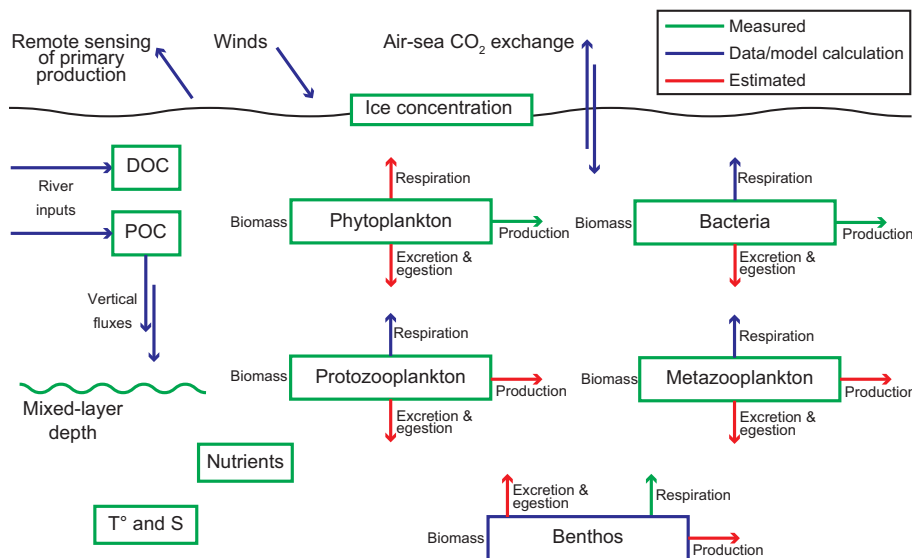 Remote sensing
of primary
production
Winds
Air-sea CO₂ exchange
Measured
Data/model calculation
Estimated
Ice concentration
DOC
River
inputs
POC
Vertical
fluxes
Mixed-layer
depth
Nutrients
T° and S
Respiration
Biomass
Phytoplankton
Production
Excretion &
egestion
Respiration
Biomass
Bacteria
Production
Excretion &
egestion
Respiration
Biomass
Protozooplankton
Production
Excretion &
egestion
Respiration
Biomass
Metazooplankton
Production
Excretion &
egestion
Excretion &
egestion
Respiration
Biomass
Benthos
Production